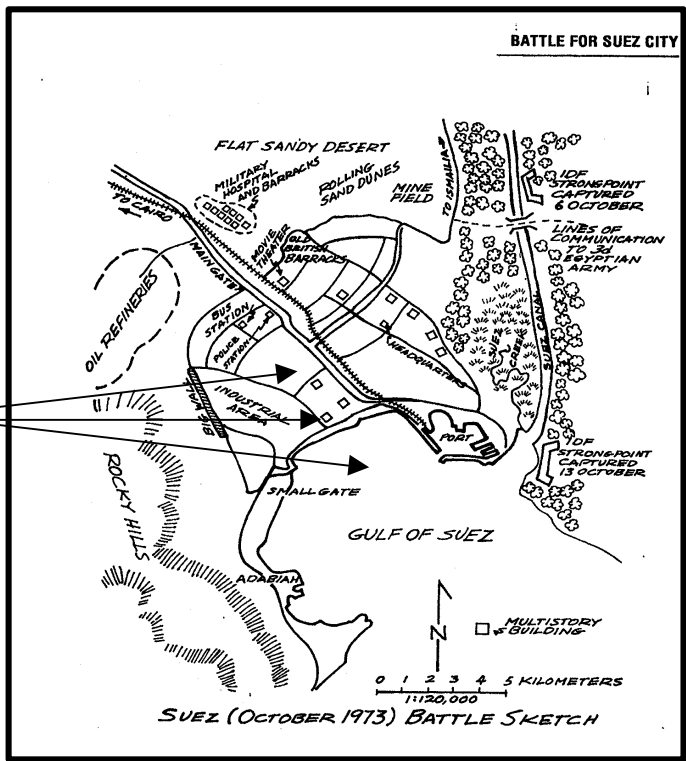 BATTLE FOR SUEZ CITY
FLAT SANDY DESERT
MILITARY
HOSPITAL
AND BARRACKS
ROLLING
SAND DUNES
MINE
FIELD
TO ISMAILIA
IDF
STRONGPOINT
CAPTURED
6 OCTOBER
LINES OF
COMMUNICATION
TO 3d
EGYPTIAN
ARMY
TO CAIRO
MAIN GATE
MOVIE
THEATER
OLD
BRITISH
BARRACKS
OIL REFINERIES
BUS
STATION
POLICE
STATION
HEADQUARTERS
SUEZ
CREEK
SUEZ CANAL
BIG WALL
INDUSTRIAL
AREA
PORT
IDF
STRONGPOINT
CAPTURED
13 OCTOBER
ROCKY HILLS
SMALL GATE
GULF OF SUEZ
ADABIAH
N
MULTISTORY
BUILDING
0 1 2 3 4 5 KILOMETERS
1:120,000
SUEZ (OCTOBER 1973) BATTLE SKETCH